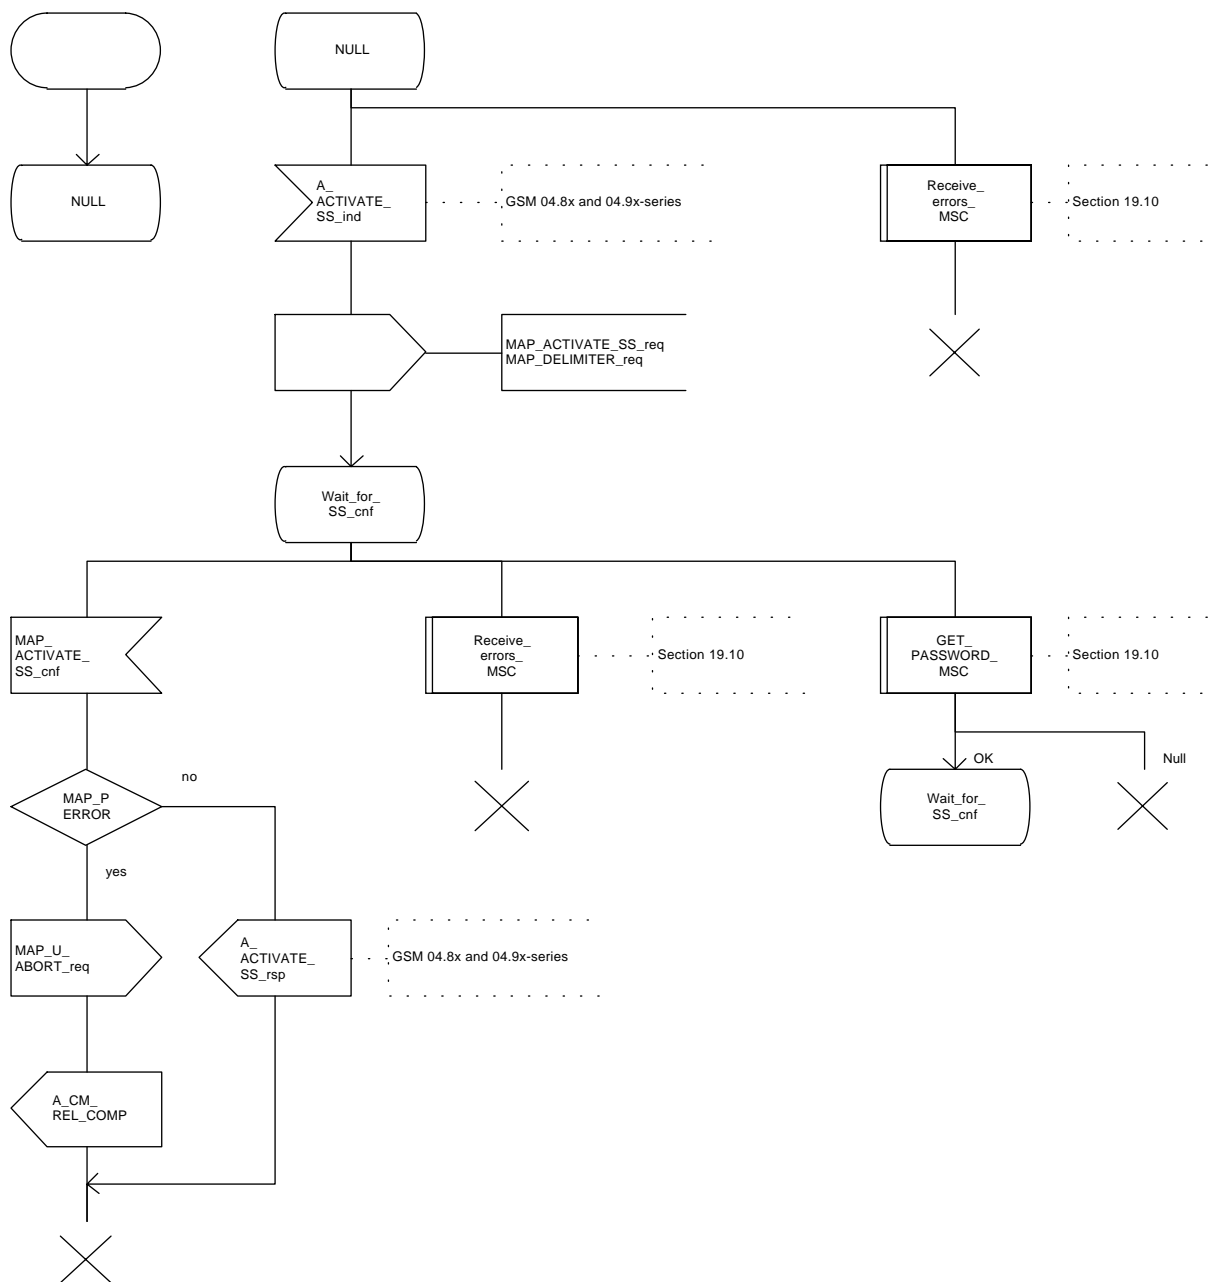 NULL
NULL
A_
ACTIVATE_
SS_ind
GSM 04.8x and 04.9x-series
Receive_
errors_
MSC
Section 19.10
MAP_ACTIVATE_SS_req
MAP_DELIMITER_req
Wait_for_
SS_cnf
MAP_
ACTIVATE_
SS_cnf
Receive_
errors_
MSC
Section 19.10
GET_
PASSWORD_
MSC
Section 19.10
OK
Null
Wait_for_
SS_cnf
MAP_P
ERROR
no
yes
MAP_U_
ABORT_req
A_
ACTIVATE_
SS_rsp
GSM 04.8x and 04.9x-series
A_CM_
REL_COMP